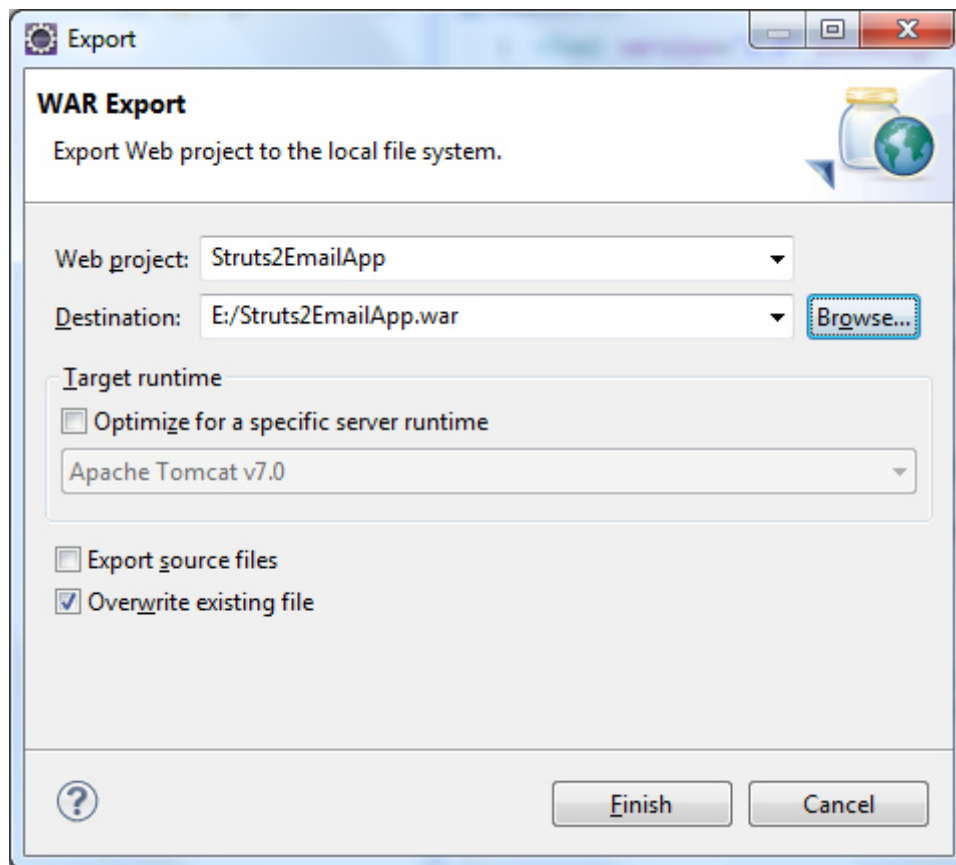 Export
WAR Export
Export Web project to the local file system.
Web project: Struts2EmailApp
Destination: E:/Struts2EmailApp.war Browse...
Target runtime
Optimize for a specific server runtime
Apache Tomcat v7.0
Export source files
Overwrite existing file
? Finish Cancel